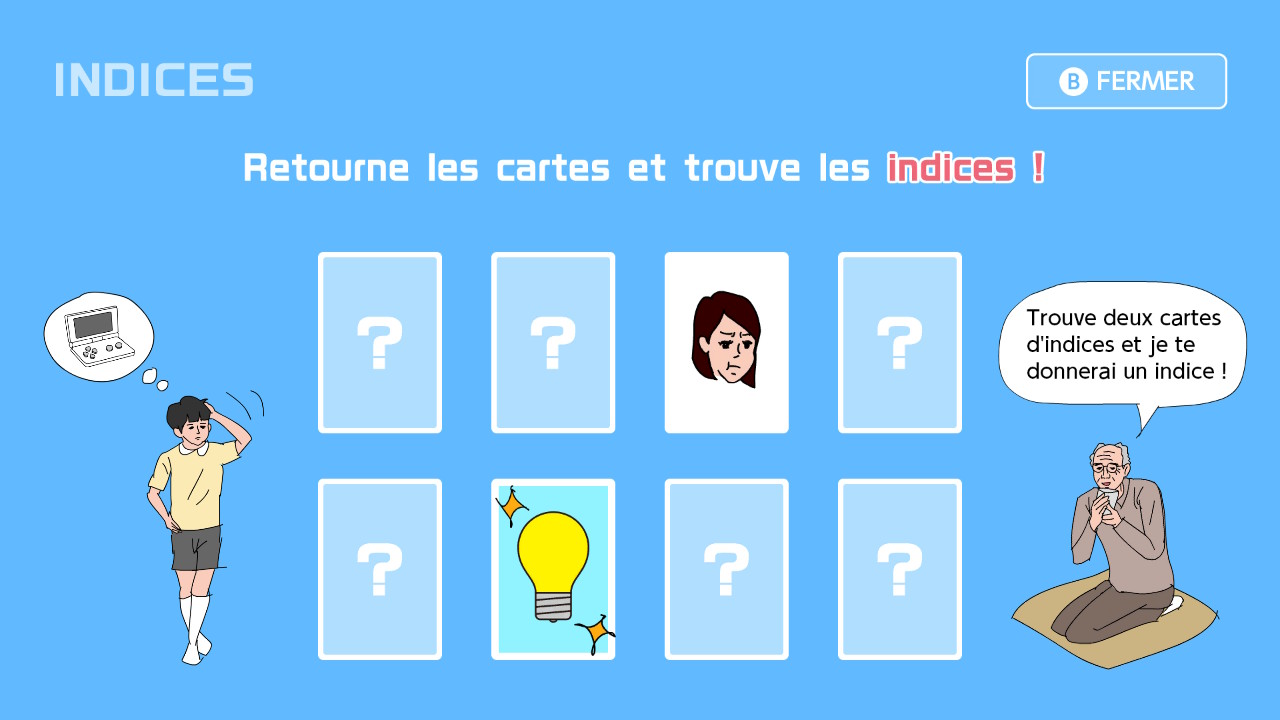 INDICES
B FERMER
Retourne les cartes et trouve les indices !
? ? ?
Trouve deux cartes
d'indices et je te
donnerai un indice !
? ? ?